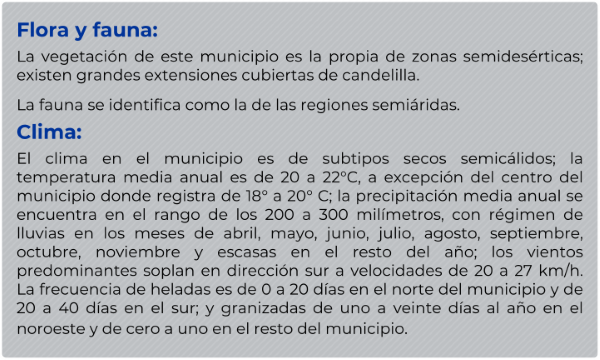 Flora y fauna:
La vegetación de este municipio es la propia de zonas semidesérticas;
existen grandes extensiones cubiertas de candelilla.
La fauna se identifica como la de las regiones semiáridas.
Clima:
El clima en el municipio es de subtipos secos semicálidos; la
temperatura media anual es de 20 a 22°C, a excepción del centro del
municipio donde registra de 18° a 20° C; la precipitación media anual se
encuentra en el rango de los 200 a 300 milímetros, con régimen de
lluvias en los meses de abril, mayo, junio, julio, agosto, septiembre,
octubre, noviembre y escasas en el resto del año; los vientos
predominantes soplan en dirección sur a velocidades de 20 a 27 km/h.
La frecuencia de heladas es de 0 a 20 días en el norte del municipio y de
20 a 40 días en el sur; y granizadas de uno a veinte días al año en el
noroeste y de cero a uno en el resto del municipio.